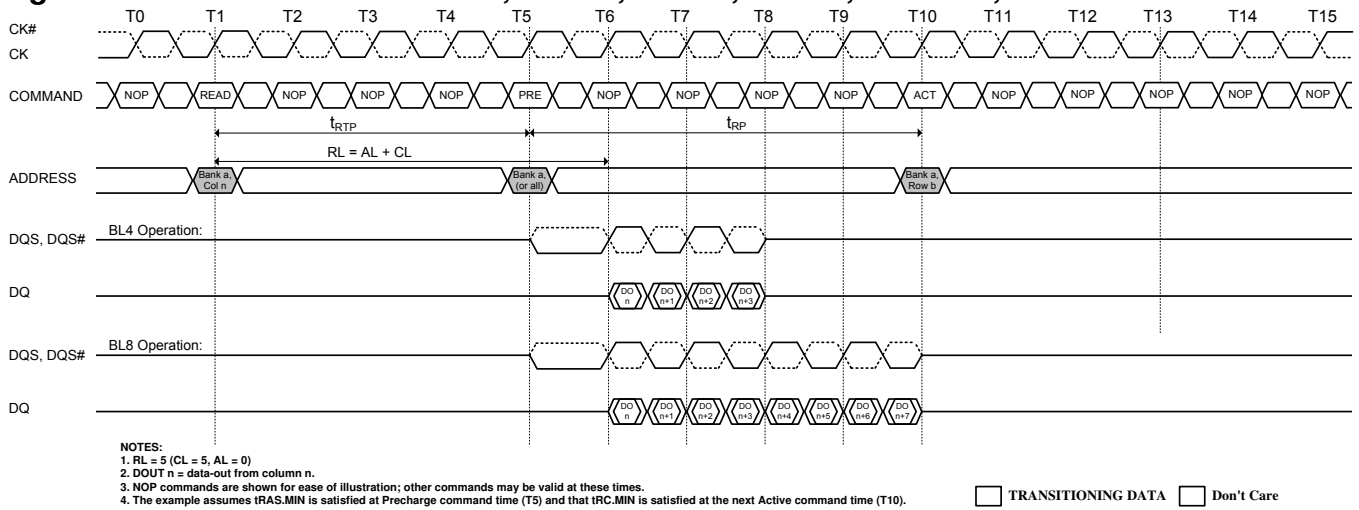 T0 T1 T2 T3 T4 T5 T6 T7 T8 T9 T10 T11 T12 T13 T14 T15
CK#
CK
COMMAND NOP READ NOP NOP NOP PRE NOP NOP NOP NOP ACT NOP NOP NOP NOP NOP
tRTP tRP
RL = AL + CL
ADDRESS
Bank a, Col n
Bank a, (or all)
Bank a, Row b
DQS, DQS# BL4 Operation:
DQ
DO n DO n+1 DO n+2 DO n+3
DQS, DQS# BL8 Operation:
DQ
DO n DO n+1 DO n+2 DO n+3 DO n+4 DO n+5 DO n+6 DO n+7
NOTES:
1. RL = 5 (CL = 5, AL = 0)
2. DOUT n = data-out from column n.
3. NOP commands are shown for ease of illustration; other commands may be valid at these times.
4. The example assumes tRAS.MIN is satisfied at Precharge command time (T5) and that tRC.MIN is satisfied at the next Active command time (T10).
TRANSITIONING DATA Don't Care